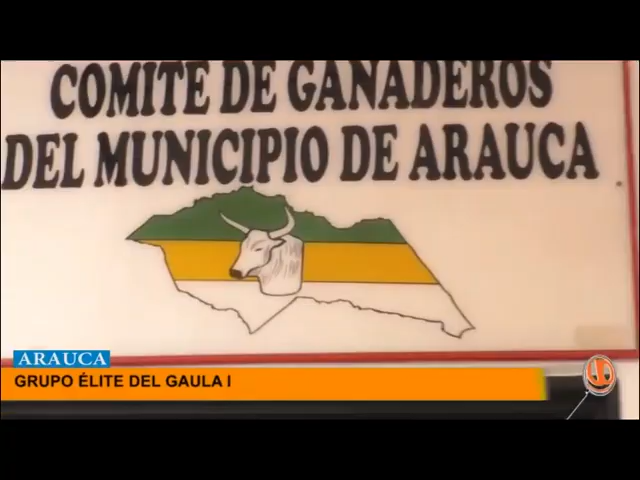 COMITE DE GANADEROS
DEL MUNICIPIO DE ARAUCA
ARAUCA
GRUPO ÉLITE DEL GAULA I